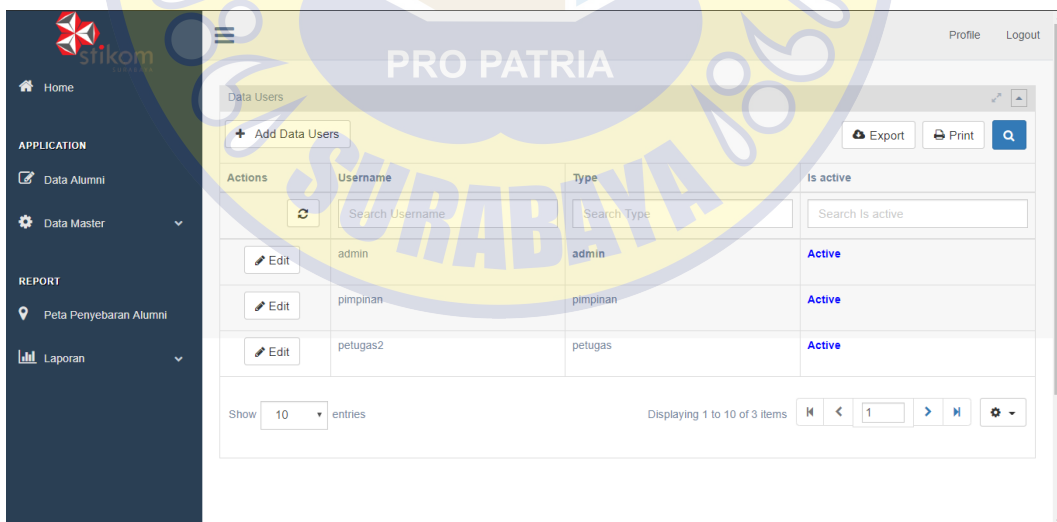 stikom
SURABAYA
Home
APPLICATION
Data Alumni
Data Master
REPORT
Peta Penyebaran Alumni
Laporan
Profile Logout
PRO PATRIA
SURABAYA
Data Users
Add Data Users
Export Print
Actions Username Type Is active
Search Username Search Type Search Is active
Edit admin admin Active
Edit pimpinan pimpinan Active
Edit petugas2 petugas Active
Show 10 entries Displaying 1 to 10 of 3 items 1